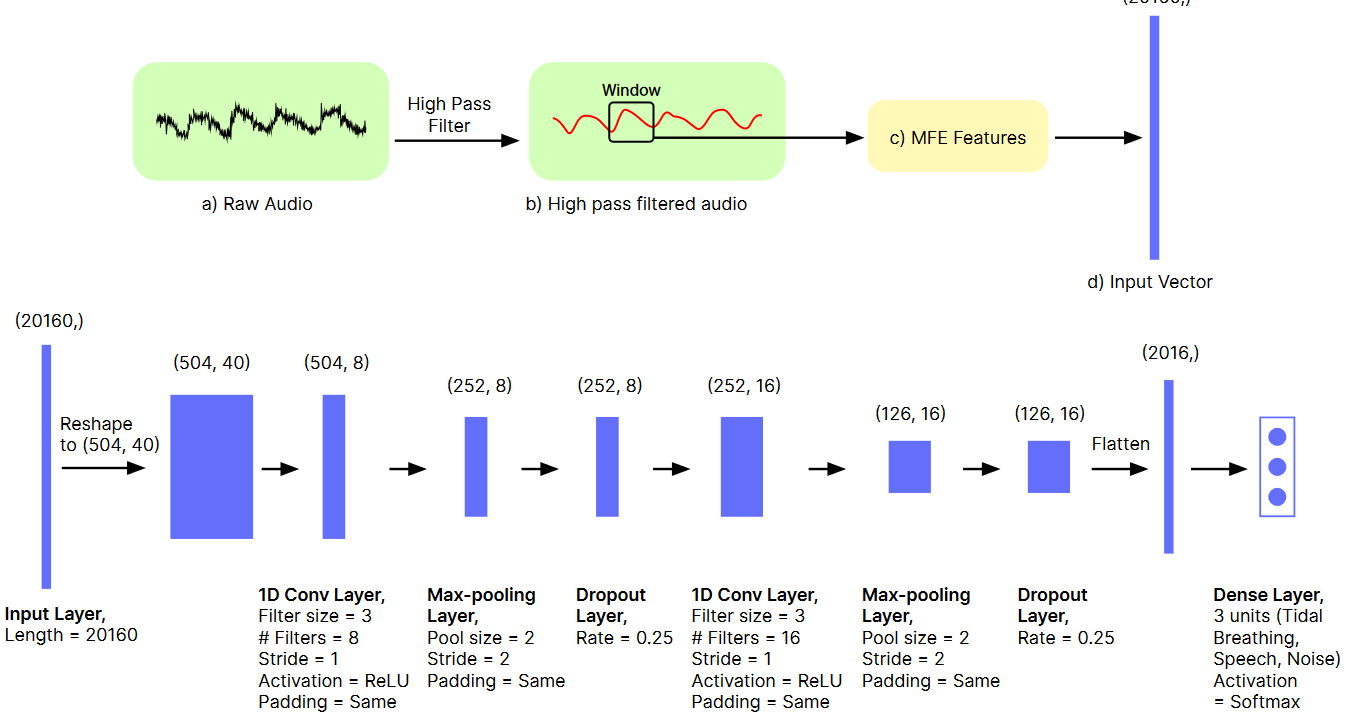 (20160,)
Window
High Pass
Filter
c) MFE Features
a) Raw Audio
b) High pass filtered audio
d) Input Vector
(20160,)
(504, 40)
(504, 8)
(252, 8)
(252, 8)
(252, 16)
(126, 16)
(126, 16)
(2016,)
Reshape
to (504, 40)
Flatten
Input Layer,
Length = 20160
1D Conv Layer,
Filter size = 3
# Filters = 8
Stride = 1
Activation = ReLU
Padding = Same
Max-pooling
Layer,
Pool size = 2
Stride = 2
Padding = Same
Dropout
Layer,
Rate = 0.25
1D Conv Layer,
Filter size = 3
# Filters = 16
Stride = 1
Activation = ReLU
Padding = Same
Max-pooling
Layer,
Pool size = 2
Stride = 2
Padding = Same
Dropout
Layer,
Rate = 0.25
Dense Layer,
3 units (Tidal
Breathing,
Speech, Noise)
Activation
= Softmax